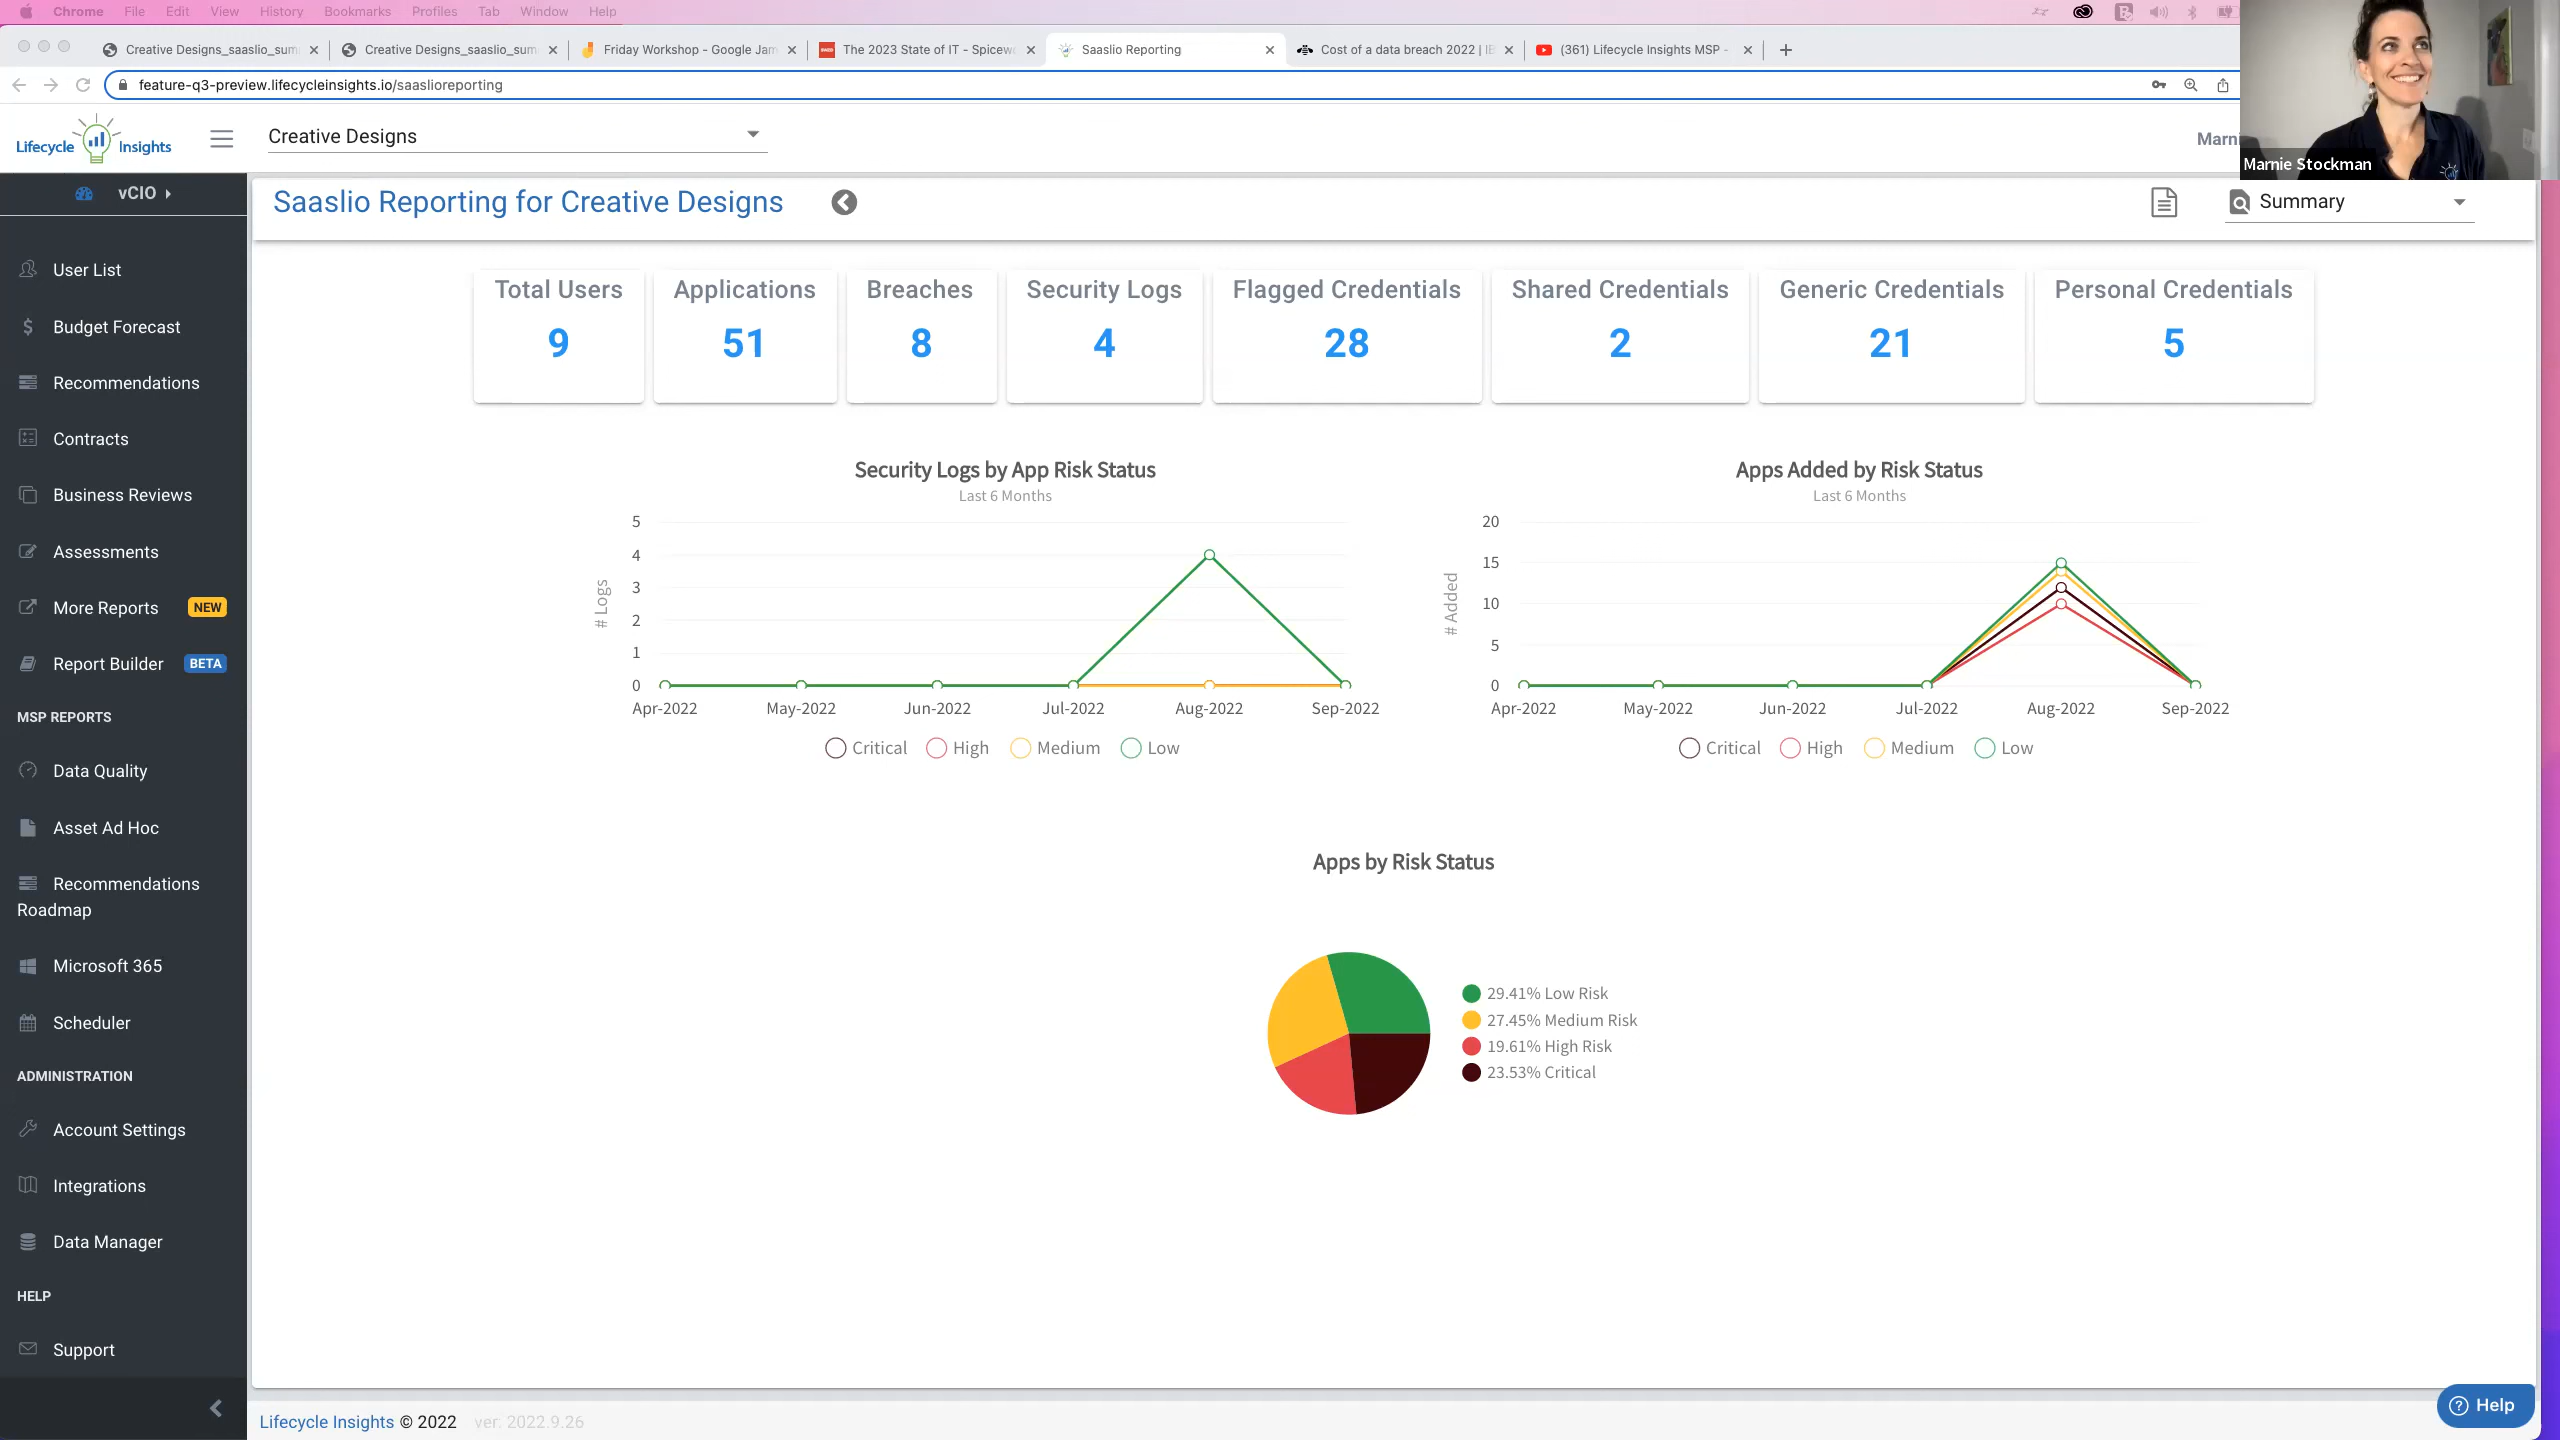 Chrome File Edit View History Bookmarks Profiles Tab Window Help
Creative Designs_saaslio_sum
Creative Designs_saaslio_sum
Friday Workshop - Google Jam
The 2023 State of IT - Spicewo
Saaslio Reporting
Cost of a data breach 2022 | IB
(361) Lifecycle Insights MSP -
feature-q3-preview.lifecycleinsights.io/saaslioreporting
Lifecycle Insights
Creative Designs
Marni
Marnie Stockman
vCIO
Saaslio Reporting for Creative Designs
Summary
User List
Budget Forecast
Recommendations
Contracts
Business Reviews
Assessments
More Reports NEW
Report Builder BETA
MSP REPORTS
Data Quality
Asset Ad Hoc
Recommendations
Roadmap
Microsoft 365
Scheduler
ADMINISTRATION
Account Settings
Integrations
Data Manager
HELP
Support
Total Users
9
Applications
51
Breaches
8
Security Logs
4
Flagged Credentials
28
Shared Credentials
2
Generic Credentials
21
Personal Credentials
5
Security Logs by App Risk Status
Last 6 Months
# Logs
5
4
3
2
1
0
Apr-2022 May-2022 Jun-2022 Jul-2022 Aug-2022 Sep-2022
Critical High Medium Low
Apps Added by Risk Status
Last 6 Months
# Added
20
15
10
5
0
Apr-2022 May-2022 Jun-2022 Jul-2022 Aug-2022 Sep-2022
Critical High Medium Low
Apps by Risk Status
29.41% Low Risk
27.45% Medium Risk
19.61% High Risk
23.53% Critical
Lifecycle Insights © 2022 ver: 2022.9.26
Help